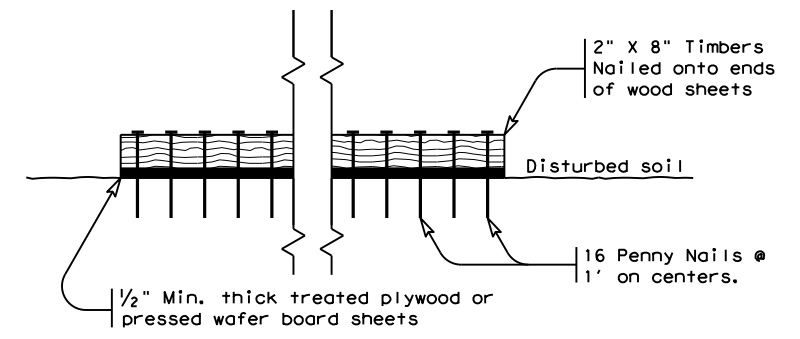 2" X 8" Timbers
Nailed onto ends
of wood sheets
Disturbed soil
16 Penny Nails @
1' on centers.
½" Min. thick treated plywood or
pressed wafer board sheets